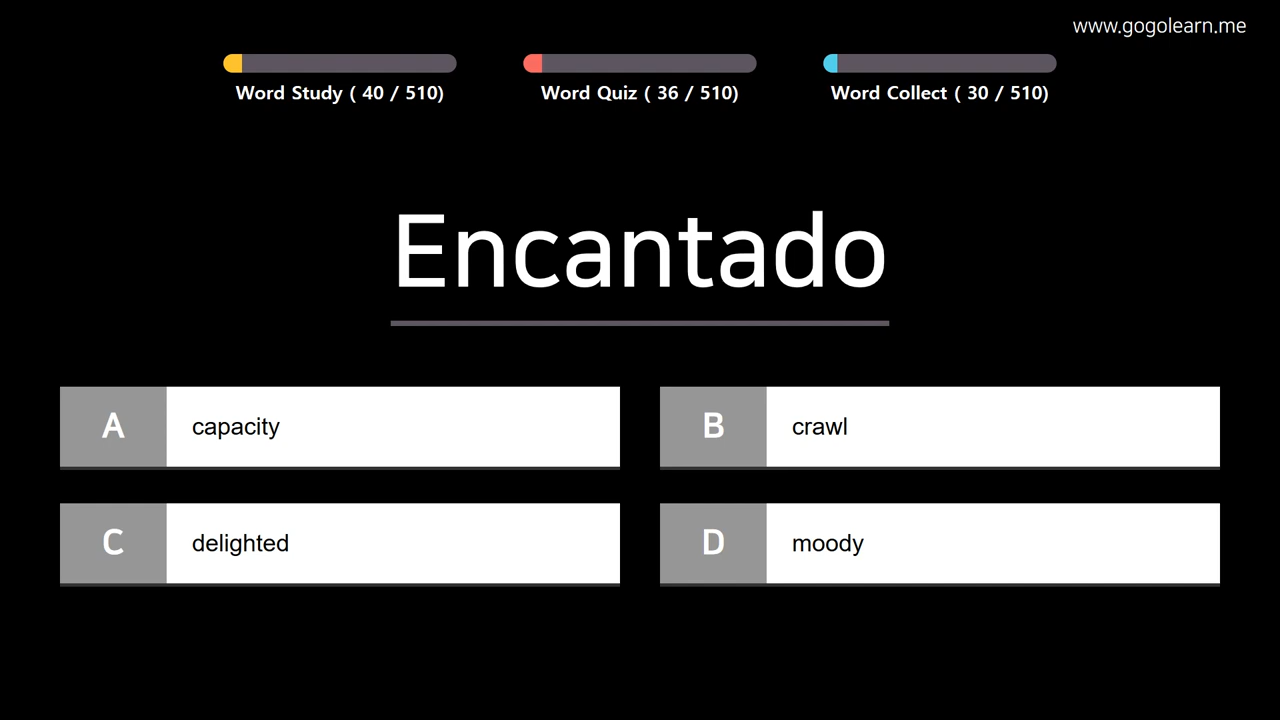 www.gogolearn.me
Word Study ( 40 / 510)
Word Quiz ( 36 / 510)
Word Collect ( 30 / 510)
Encantado
A capacity
B crawl
C delighted
D moody